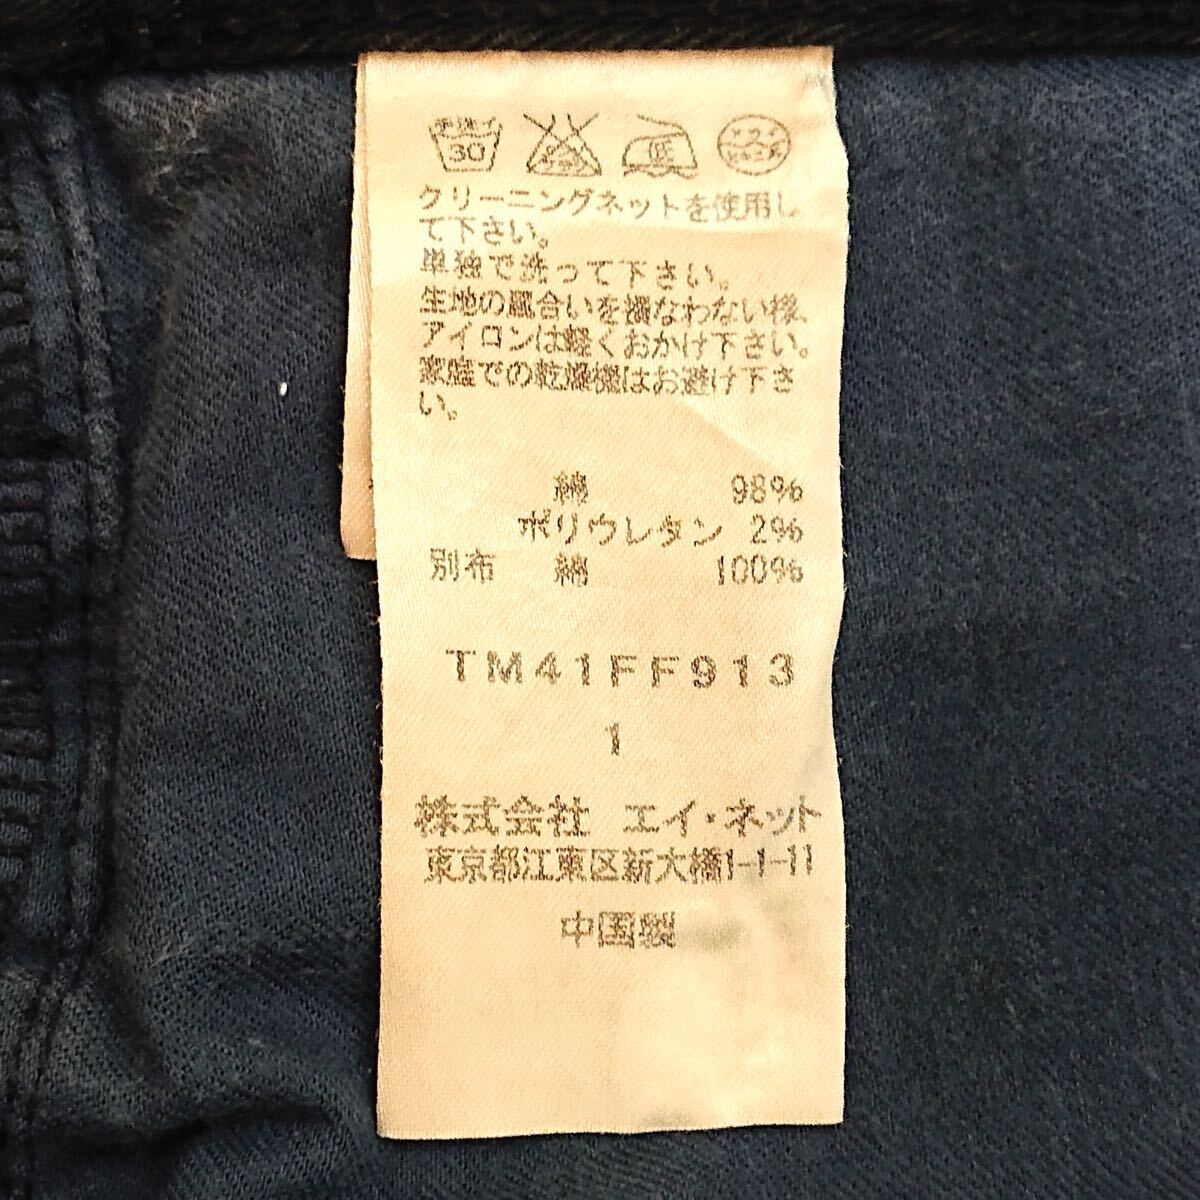 30
低
クリーニングネットを使用し
て下さい。
単独で洗って下さい。
生地の風合いを損なわない様、
アイロンは軽くおかけ下さい。
家庭での乾燥機はお避け下さ
い。
綿 98%
ポリウレタン 2%
別布 綿 100%
TM41FF913
1
株式会社 エイ・ネット
東京都江東区新大橋1-1-11
中国製